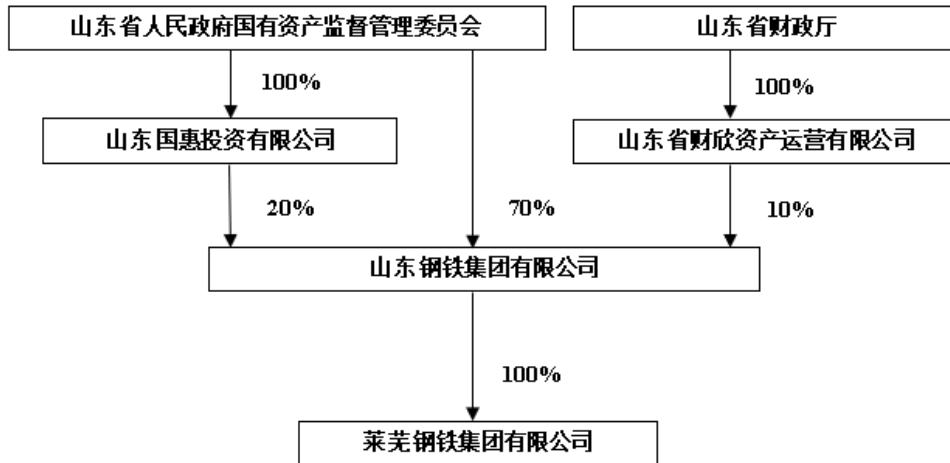 山东省人民政府国有资产监督管理委员会
山东省财政厅
100%
100%
山东国惠投资有限公司
山东省财欣资产运营有限公司
20%
70%
10%
山东钢铁集团有限公司
100%
莱芜钢铁集团有限公司